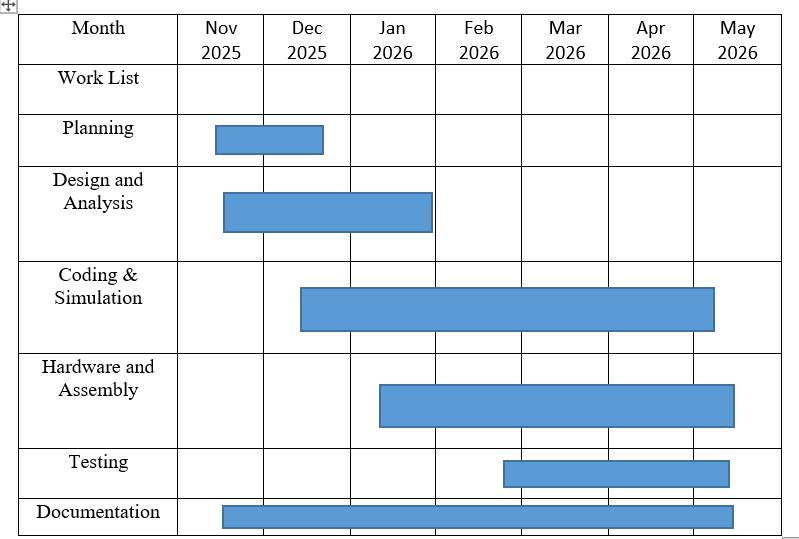 Month
Nov
2025
Dec
2025
Jan
2026
Feb
2026
Mar
2026
Apr
2026
May
2026
Work List
Planning
Design and
Analysis
Coding &
Simulation
Hardware and
Assembly
Testing
Documentation